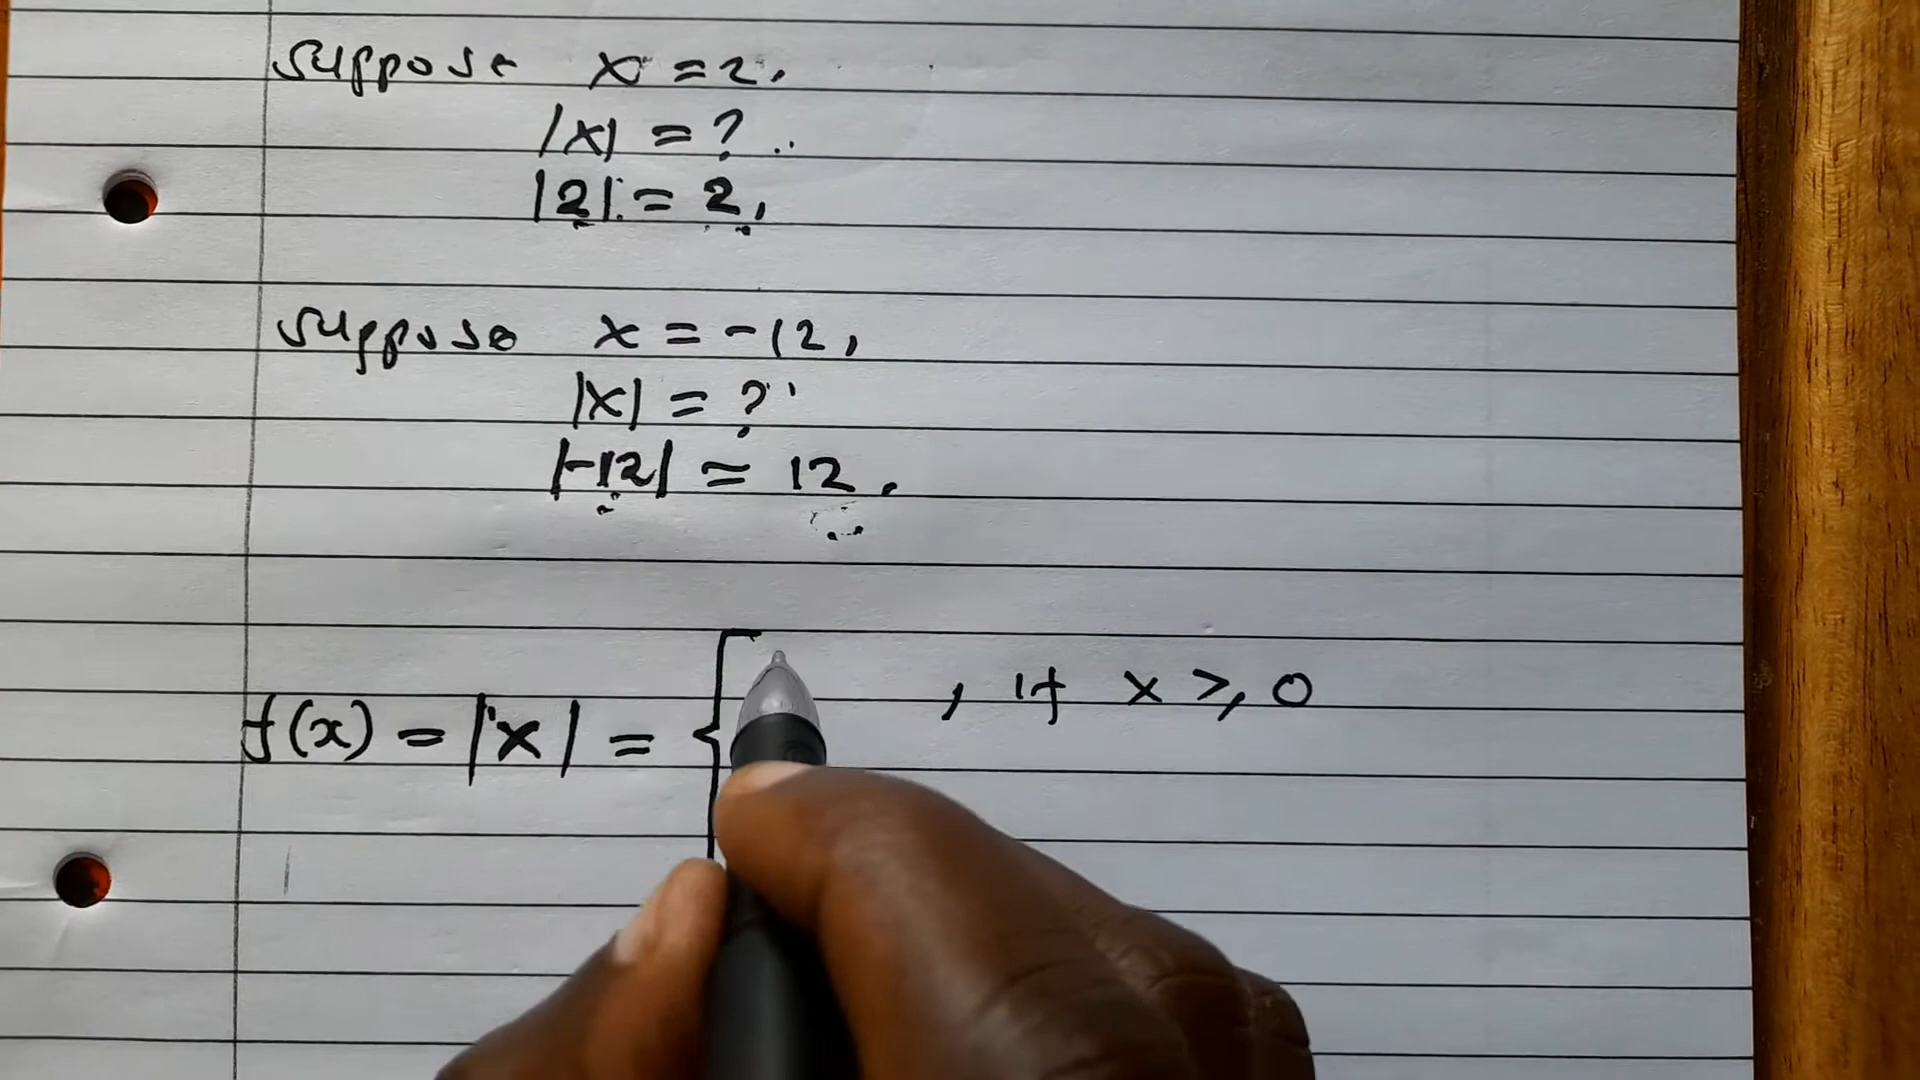 suppose x = 2,
|x| = ?
|2| = 2,
suppose x = -12,
|x| = ?
|-12| = 12.
f(x) = |x| = { , if x ⩾ 0